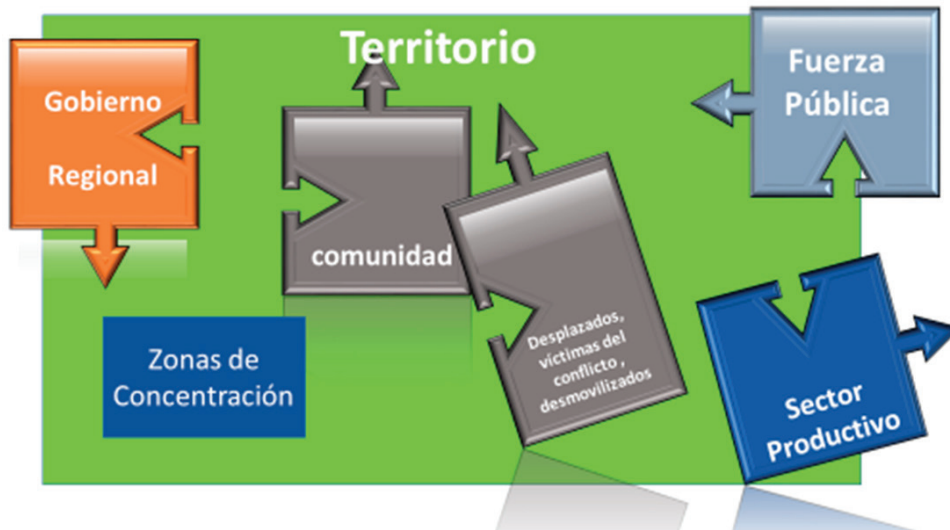 Territorio
Gobierno
Regional
Fuerza
Pública
comunidad
Desplazados,
víctimas del
conflicto ,
desmovilizados
Zonas de
Concentración
Sector
Productivo